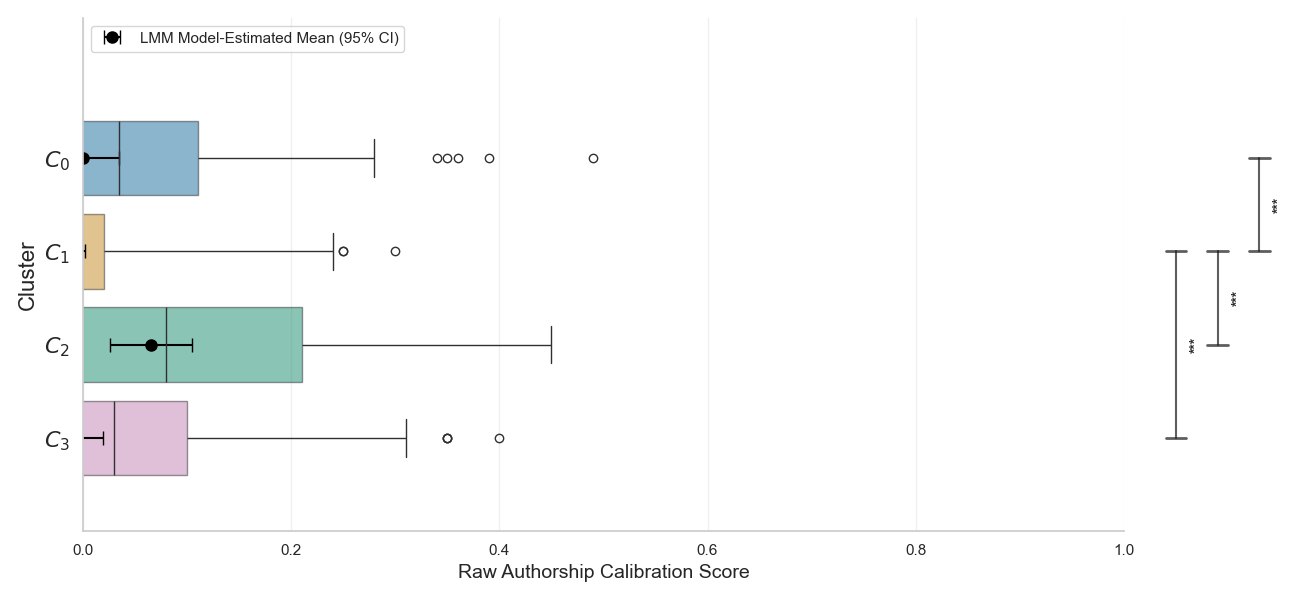 LMM Model-Estimated Mean (95% CI)
C0
***
C1
***
Cluster
C2
***
C3
0.0 0.2 0.4 0.6 0.8 1.0
Raw Authorship Calibration Score